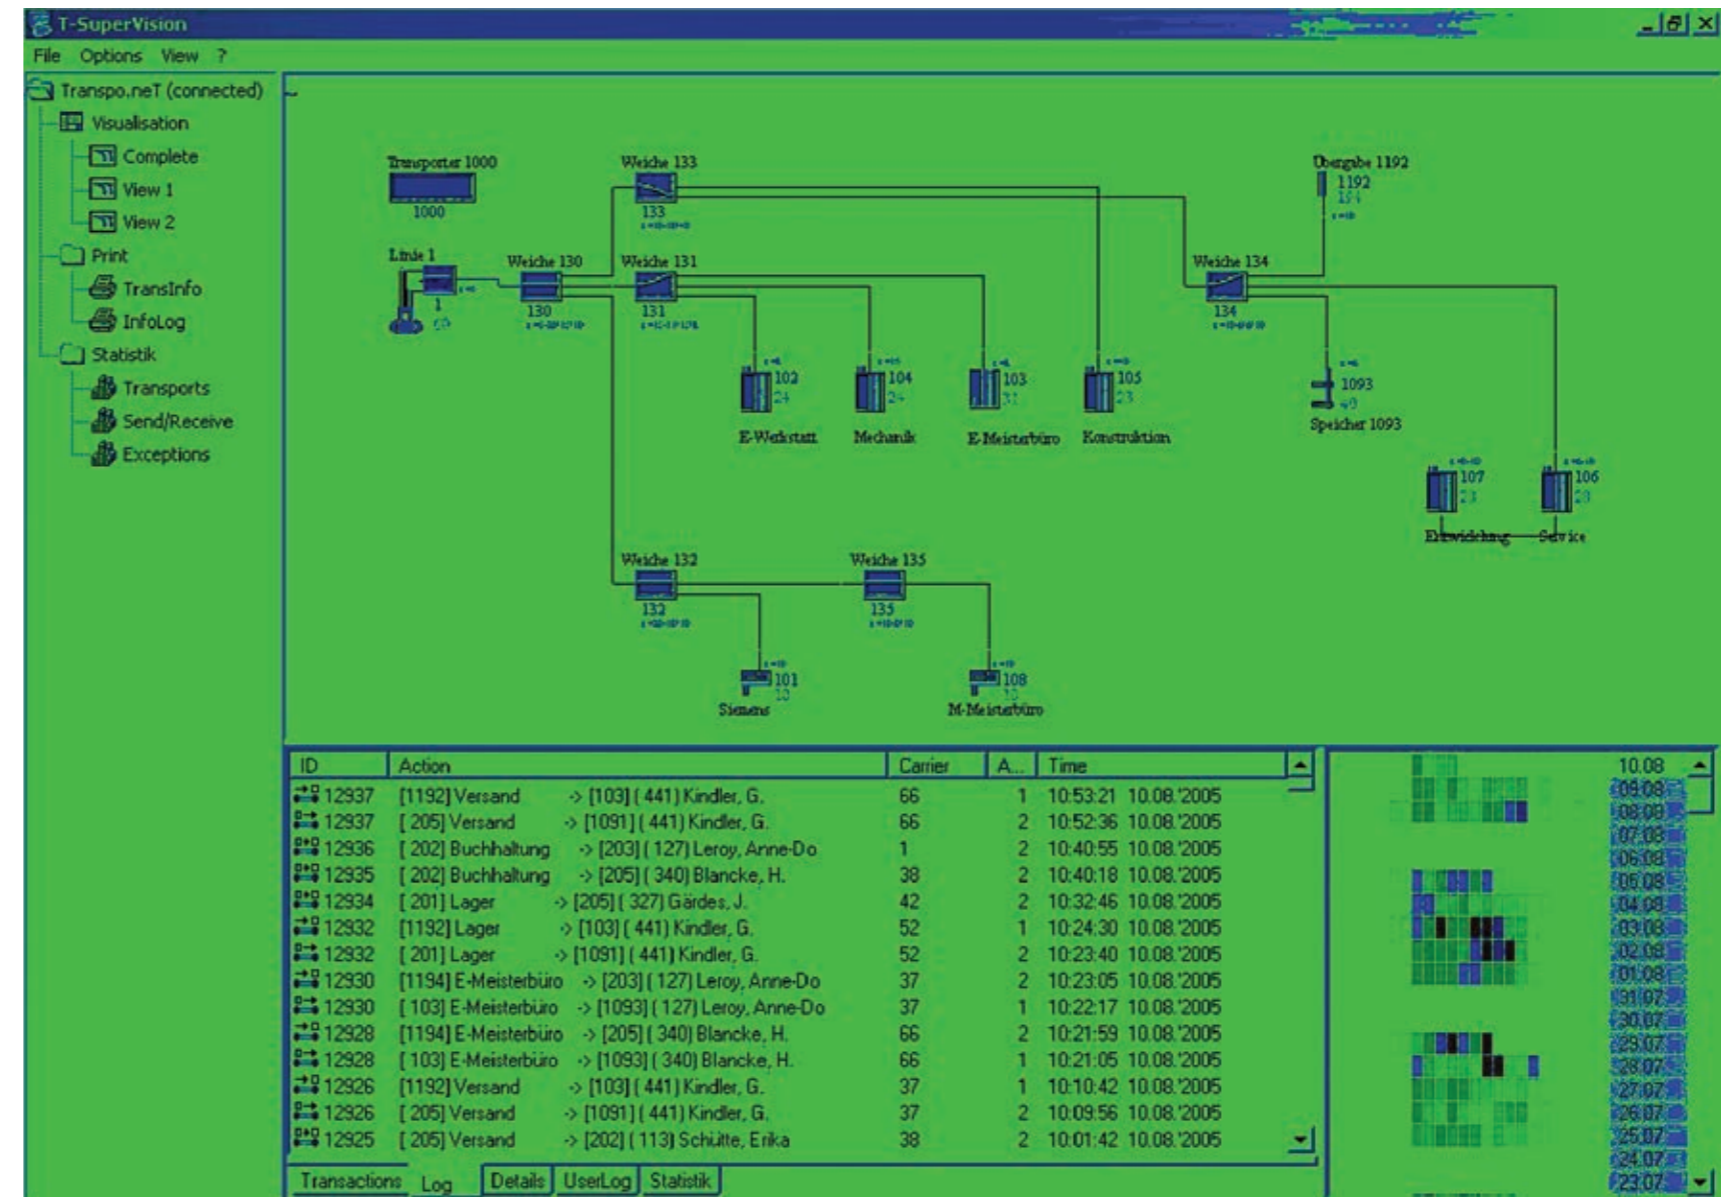 T-SuperVision
File Options View ?
Transpo.neT (connected)
Visualisation
Complete
View 1
View 2
Print
TransInfo
InfoLog
Statistik
Transports
Send/Receive
Exceptions
Transporter 1000
1000
Weiche 133
133
Übergabe 1192
1192
194
Linie 1
1
Weiche 130
130
Weiche 131
131
Weiche 134
134
102
24
E-Werkstatt
104
24
Mechanik
103
31
E-Meisterbüro
105
23
Konstruktion
1093
49
Speicher 1093
107
23
Entwicklung
106
28
Service
Weiche 132
132
Weiche 135
135
101
10
Siemens
108
10
M-Meisterbüro
ID Action Carrier A... Time
12937 [1192] Versand -> [103] ( 441) Kindler, G. 66 1 10:53:21 10.08.'2005
12937 [ 205] Versand -> [1091] ( 441) Kindler, G. 66 2 10:52:36 10.08.'2005
12936 [ 202] Buchhaltung -> [203] ( 127) Leroy, Anne-Do 1 2 10:40:55 10.08.'2005
12935 [ 202] Buchhaltung -> [205] ( 340) Blancke, H. 38 2 10:40:18 10.08.'2005
12934 [ 201] Lager -> [205] ( 327) Gärdes, J. 42 2 10:32:46 10.08.'2005
12932 [1192] Lager -> [103] ( 441) Kindler, G. 52 1 10:24:30 10.08.'2005
12932 [ 201] Lager -> [1091] ( 441) Kindler, G. 52 2 10:23:40 10.08.'2005
12930 [1194] E-Meisterbüro -> [203] ( 127) Leroy, Anne-Do 37 2 10:23:05 10.08.'2005
12930 [ 103] E-Meisterbüro -> [1093] ( 127) Leroy, Anne-Do 37 1 10:22:17 10.08.'2005
12928 [1194] E-Meisterbüro -> [205] ( 340) Blancke, H. 66 2 10:21:59 10.08.'2005
12928 [ 103] E-Meisterbüro -> [1093] ( 340) Blancke, H. 66 1 10:21:05 10.08.'2005
12926 [1192] Versand -> [103] ( 441) Kindler, G. 37 1 10:10:42 10.08.'2005
12926 [ 205] Versand -> [1091] ( 441) Kindler, G. 37 2 10:09:56 10.08.'2005
12925 [ 205] Versand -> [202] ( 113) Schütte, Erika 38 2 10:01:42 10.08.'2005
Transactions Log Details UserLog Statistik
10.08
09.08
08.08
07.08
06.08
05.08
04.08
03.08
02.08
01.08
31.07
30.07
29.07
28.07
27.07
26.07
25.07
24.07
23.07